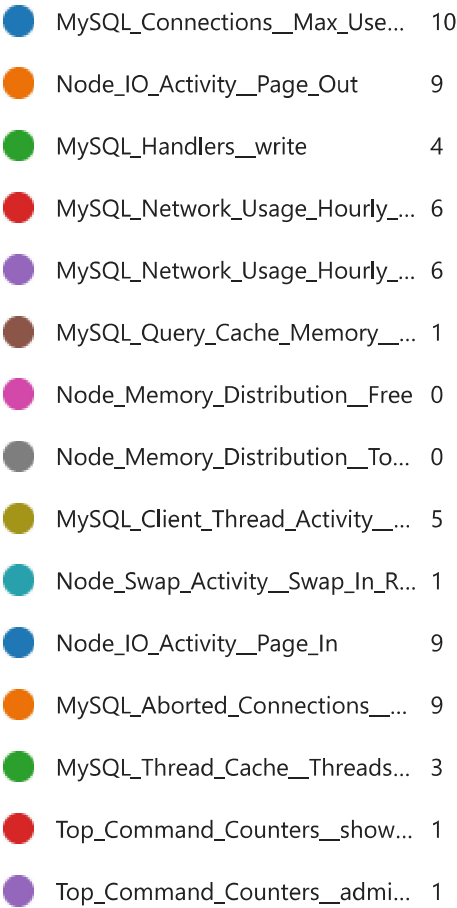 MySQL_Connections__Max_Use... 10
Node_IO_Activity__Page_Out 9
MySQL_Handlers__write 4
MySQL_Network_Usage_Hourly_... 6
MySQL_Network_Usage_Hourly_... 6
MySQL_Query_Cache_Memory__... 1
Node_Memory_Distribution__Free 0
Node_Memory_Distribution__To... 0
MySQL_Client_Thread_Activity__... 5
Node_Swap_Activity__Swap_In_R... 1
Node_IO_Activity__Page_In 9
MySQL_Aborted_Connections__... 9
MySQL_Thread_Cache__Threads... 3
Top_Command_Counters__show... 1
Top_Command_Counters__admi... 1